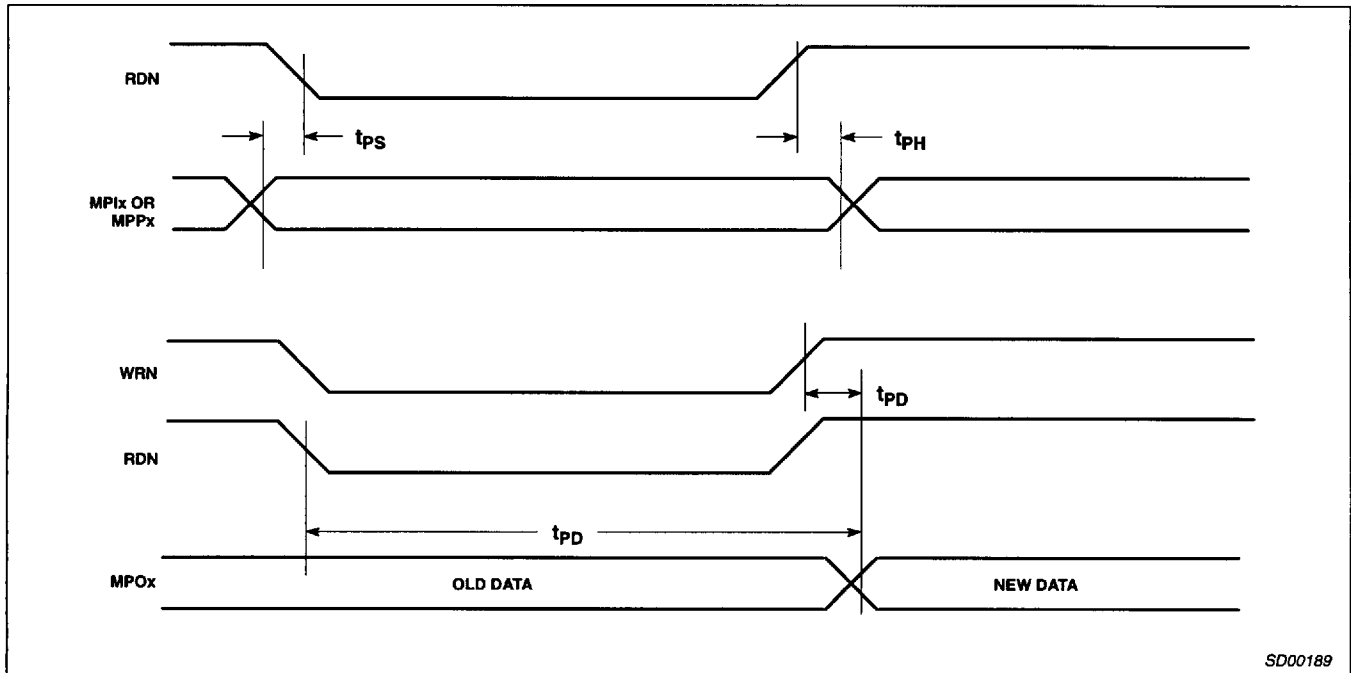 RDN
tPS
tPH
MPIx OR
MPPx
WRN
tPD
RDN
tPD
MPOx
OLD DATA
NEW DATA
SD00189